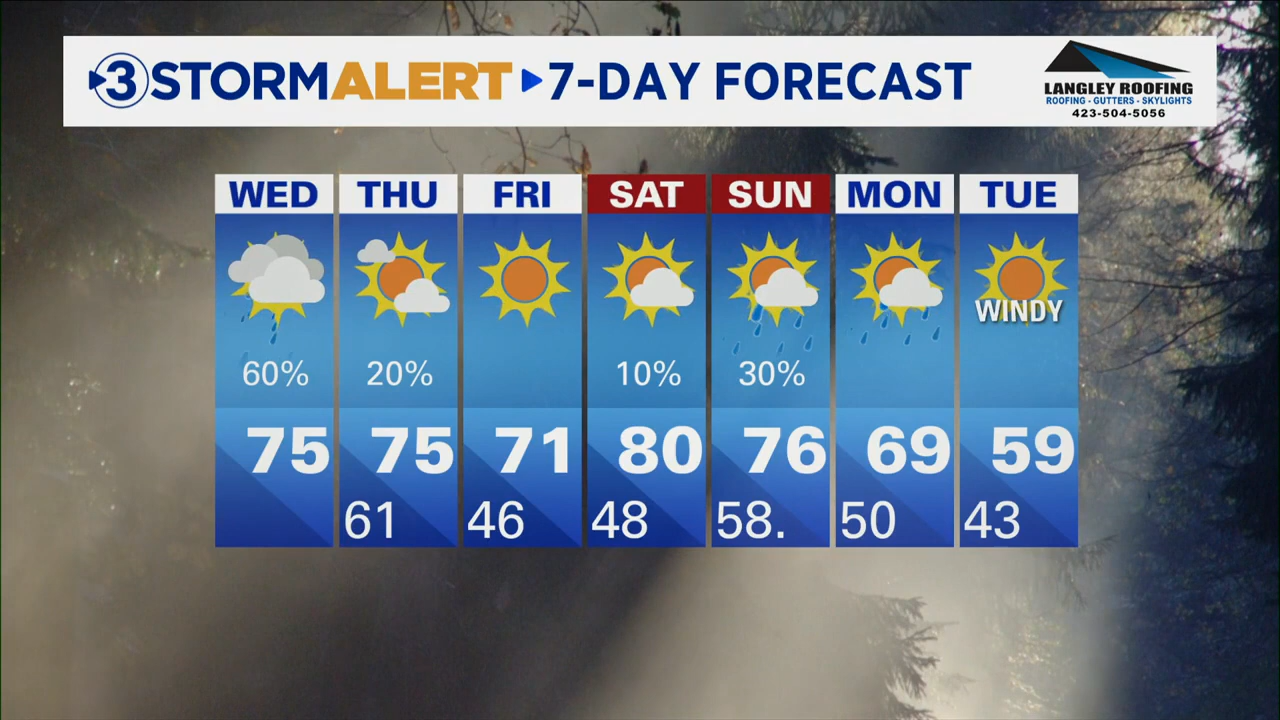 3 STORMALERT 7-DAY FORECAST
LANGLEY ROOFING
ROOFING - GUTTERS - SKYLIGHTS
423-504-5056
WED THU FRI SAT SUN MON TUE
WINDY
60% 20% 10% 30%
75 75 71 80 76 69 59
61 46 48 58. 50 43